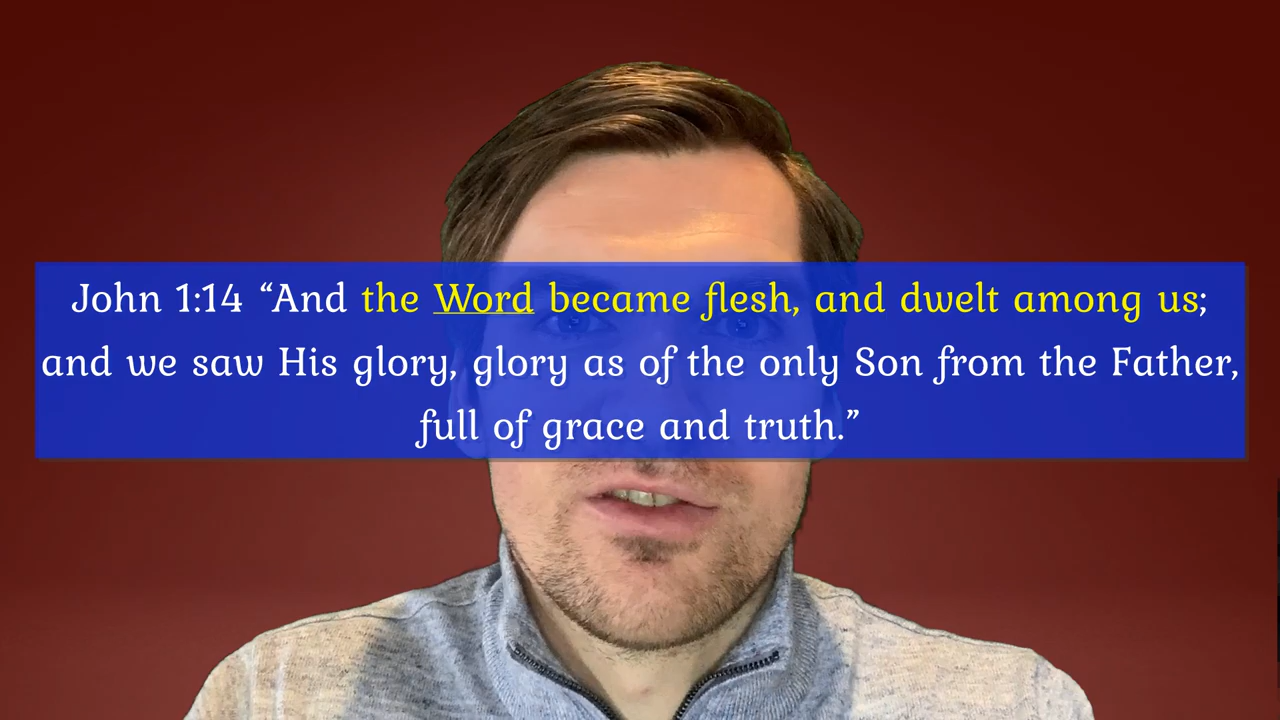 John 1:14 “And the Word became flesh, and dwelt among us;
and we saw His glory, glory as of the only Son from the Father,
full of grace and truth.”